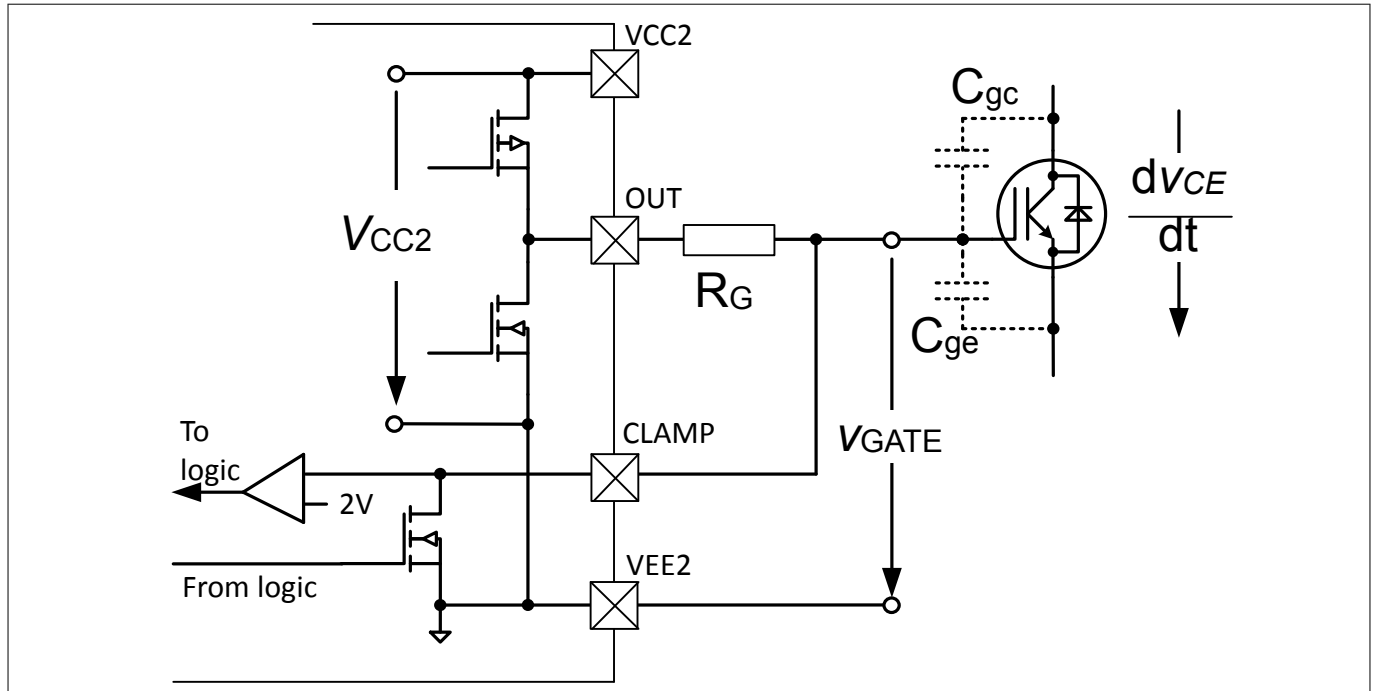 VCC2
Cgc
OUT
VCC2
dvCE
dt
RG
Cge
To
logic
CLAMP
vGATE
2V
VEE2
From logic